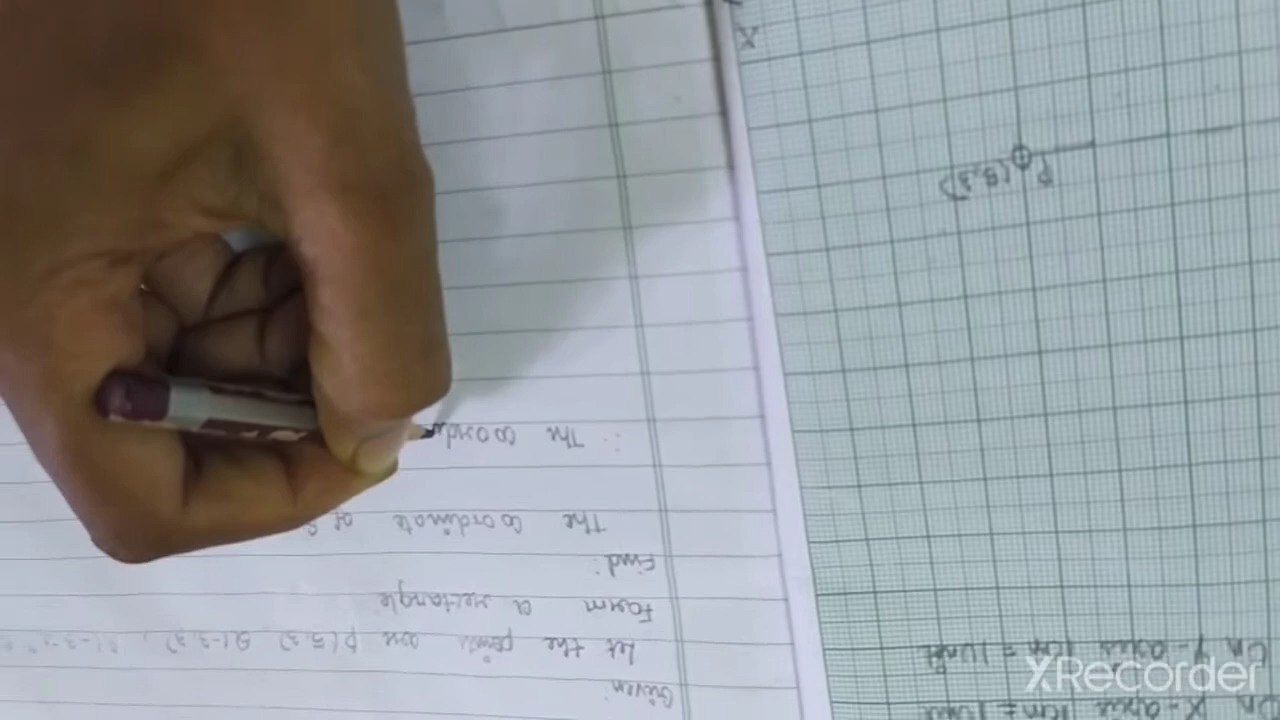 Given:
Let the points are P(5,3), Q(-3,3),
Form a rectangle
Find:
The coordinate of
∴ The coord
X
P(5,3)
On X-axis 1cm = 1unit
On Y-axis 1cm = 1unit
XRecorder